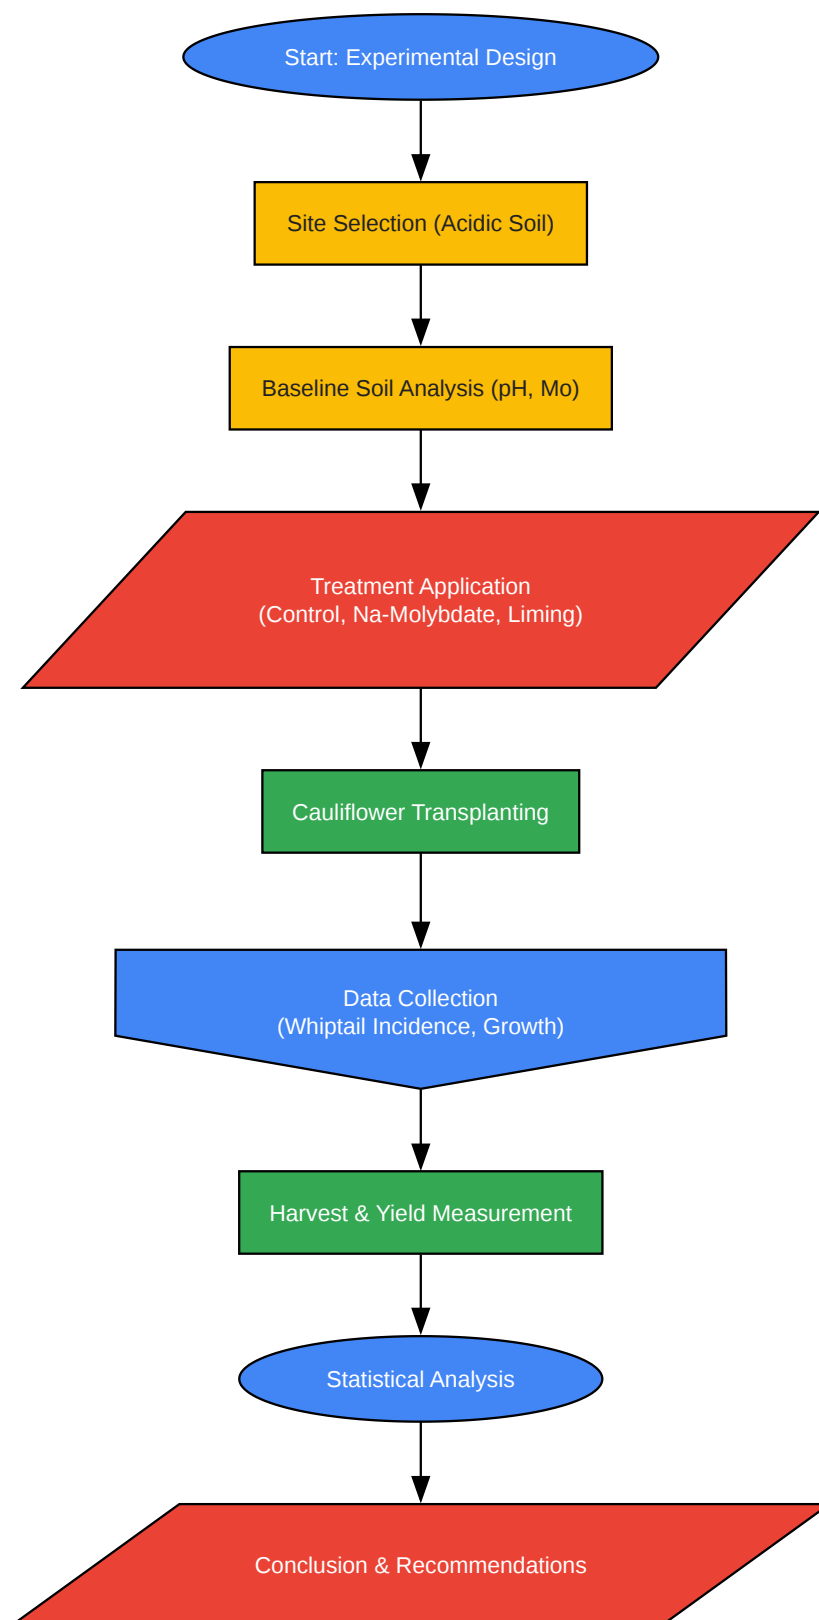 Start: Experimental Design
Site Selection (Acidic Soil)
Baseline Soil Analysis (pH, Mo)
Treatment Application
(Control, Na-Molybdate, Liming)
Cauliflower Transplanting
Data Collection
(Whiptail Incidence, Growth)
Harvest & Yield Measurement
Statistical Analysis
Conclusion & Recommendations